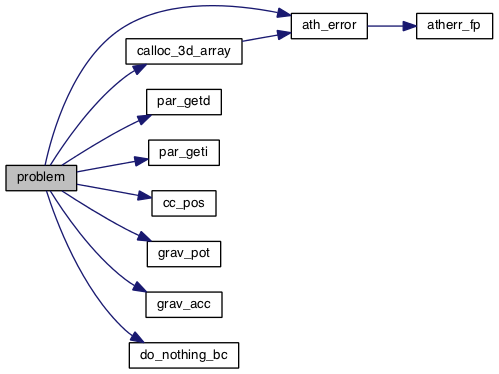 ath_error
atherr_fp
calloc_3d_array
par_getd
par_geti
problem
cc_pos
grav_pot
grav_acc
do_nothing_bc